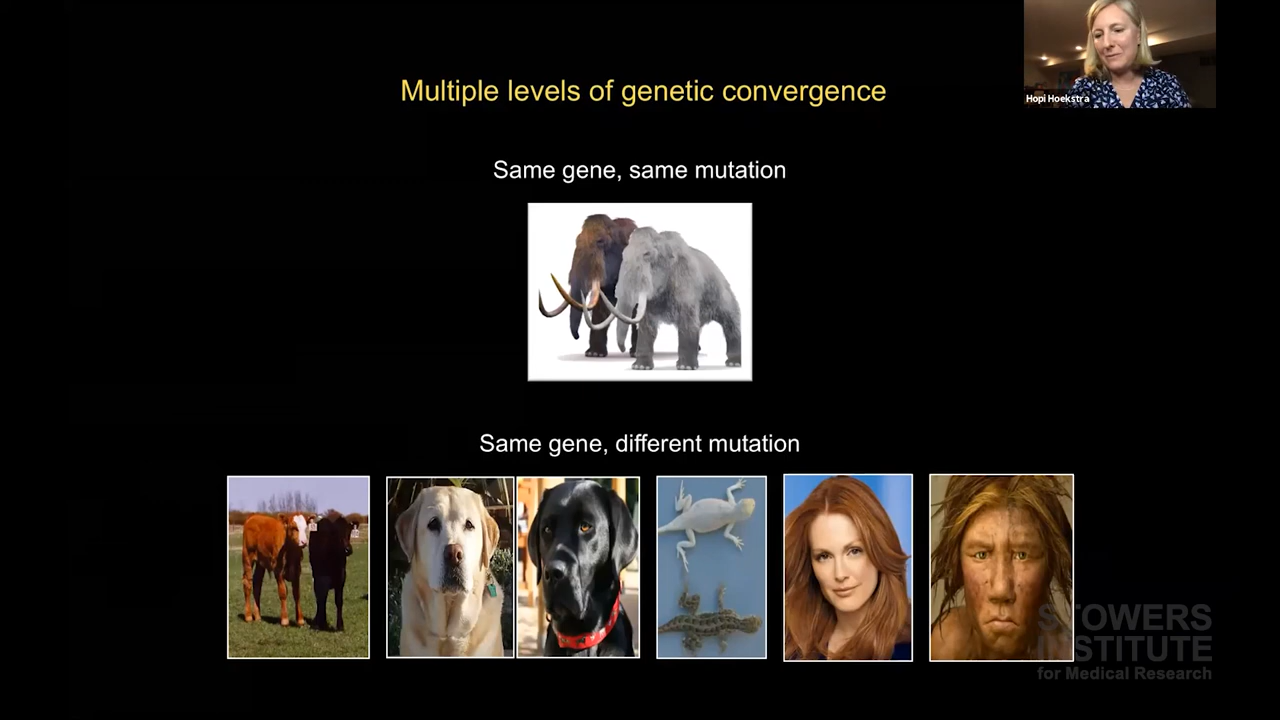 Hopi Hoekstra
Multiple levels of genetic convergence
Same gene, same mutation
Same gene, different mutation
STOWERS
INSTITUTE
for Medical Research